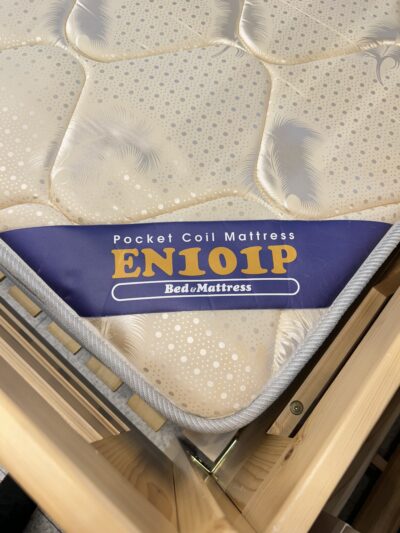 Pocket Coil Mattress
EN101P
Bed&Mattress